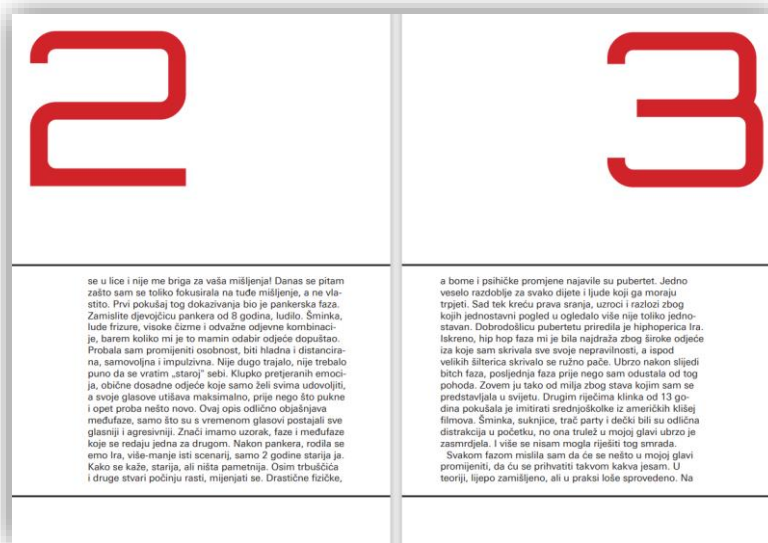 2
se u lice i nije me briga za vaša mišljenja! Danas se pitam
zašto sam se toliko fokusirala na tuđe mišljenje, a ne vla-
stito. Prvi pokušaj tog dokazivanja bio je pankerska faza.
Zamislite djevojčicu pankera od 8 godina, ludilo. Šminka,
lude frizure, visoke čizme i odvažne odjevne kombinaci-
je, barem koliko mi je to mamin odabir odjeće dopuštao.
Probala sam promijeniti osobnost, biti hladna i distancira-
na, samovoljna i impulzivna. Nije dugo trajalo, nije trebalo
puno da se vratim „staroj" sebi. Klupko pretjeranih emoci-
ja, obične dosadne odjeće koje samo želi svima udovoljiti,
a svoje glasove utišava maksimalno, prije nego što pukne
i opet proba nešto novo. Ovaj opis odlično objašnjava
međufaze, samo što su s vremenom glasovi postajali sve
glasniji i agresivniji. Znači imamo uzorak, faze i međufaze
koje se redaju jedna za drugom. Nakon pankera, rodila se
emo Ira, više-manje isti scenarij, samo 2 godine starija ja.
Kako se kaže, starija, ali ništa pametnija. Osim trbuščića
i druge stvari počinju rasti, mijenjati se. Drastične fizičke,
3
a bome i psihičke promjene najavile su pubertet. Jedno
veselo razdoblje za svako dijete i ljude koji ga moraju
trpjeti. Sad tek kreću prava sranja, uzroci i razlozi zbog
kojih jednostavni pogled u ogledalo više nije toliko jedno-
stavan. Dobrodošlicu pubertetu priredila je hiphoperica Ira.
Iskreno, hip hop faza mi je bila najdraža zbog široke odjeće
iza koje sam skrivala sve svoje nepravilnosti, a ispod
velikih šilterica skrivalo se ružno pače. Ubrzo nakon slijedi
bitch faza, posljednja faza prije nego sam odustala od tog
pohoda. Zovem ju tako od milja zbog stava kojim sam se
predstavljala u svijetu. Drugim riječima klinka od 13 go-
dina pokušala je imitirati srednjoškolke iz američkih klišej
filmova. Šminka, suknjice, trač party i dečki bili su odlična
distrakcija u početku, no ona trulež u mojoj glavi ubrzo je
zasmrdjela. I više se nisam mogla riješiti tog smrada.
Svakom fazom mislila sam da će se nešto u mojoj glavi
promijeniti, da ću se prihvatiti takvom kakva jesam. U
teoriji, lijepo zamišljeno, ali u praksi loše sprovedeno. Na